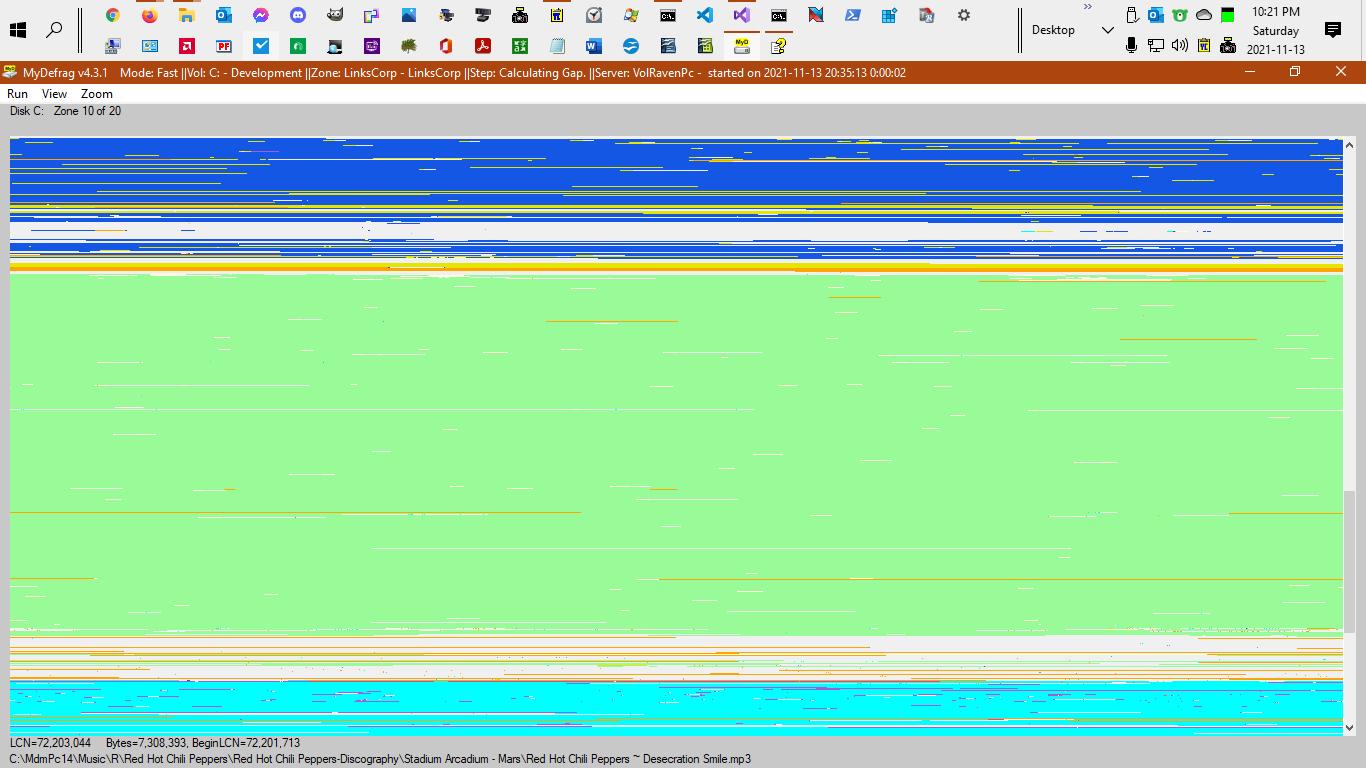 10:21 PM
Desktop
Saturday
2021-11-13
MyDefrag v4.3.1    Mode: Fast ||Vol: C: - Development ||Zone: LinksCorp - LinksCorp ||Step: Calculating Gap. ||Server: VolRavenPc -  started on 2021-11-13 20:35:13 0:00:02
Run View Zoom
Disk C:   Zone 10 of 20
LCN=72,203,044     Bytes=7,308,393, BeginLCN=72,201,713
C:\MdmPc14\Music\R\Red Hot Chili Peppers\Red Hot Chili Peppers-Discography\Stadium Arcadium - Mars\Red Hot Chili Peppers ~ Desecration Smile.mp3